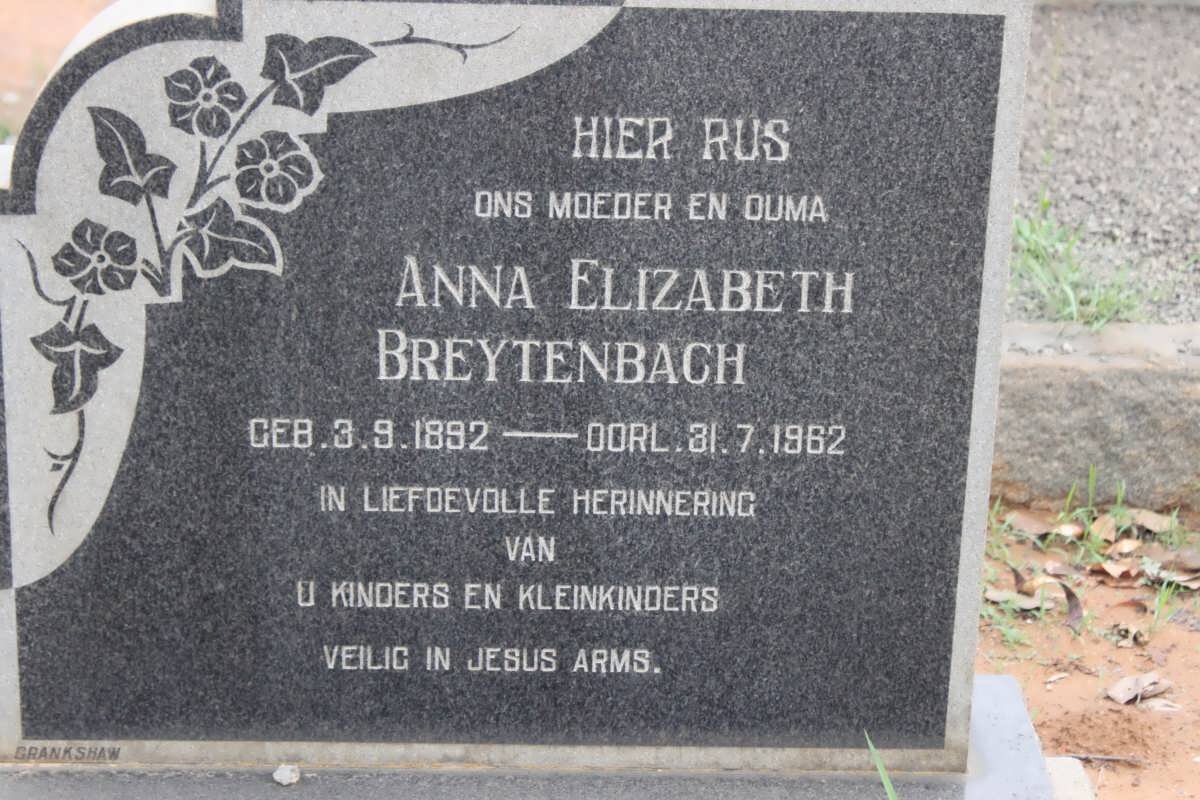 HIER RUS
ONS MOEDER EN OUMA
ANNA ELIZABETH
BREYTENBACH
GEB. 3. 9. 1892 — OORL. 31. 7. 1962
IN LIEFDEVOLLE HERINNERING
VAN
U KINDERS EN KLEINKINDERS
VEILIG IN JESUS ARMS.
CRANKSHAW